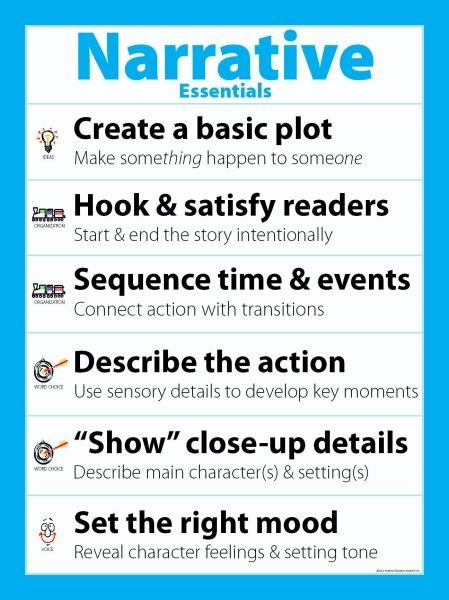 Narrative
Essentials
Create a basic plot
IDEAS
Make something happen to someone
Hook & satisfy readers
ORGANIZATION
Start & end the story intentionally
Sequence time & events
ORGANIZATION
Connect action with transitions
Describe the action
WORD CHOICE
Use sensory details to develop key moments
“Show” close-up details
WORD CHOICE
Describe main character(s) & setting(s)
Set the right mood
VOICE
Reveal character feelings & setting tone